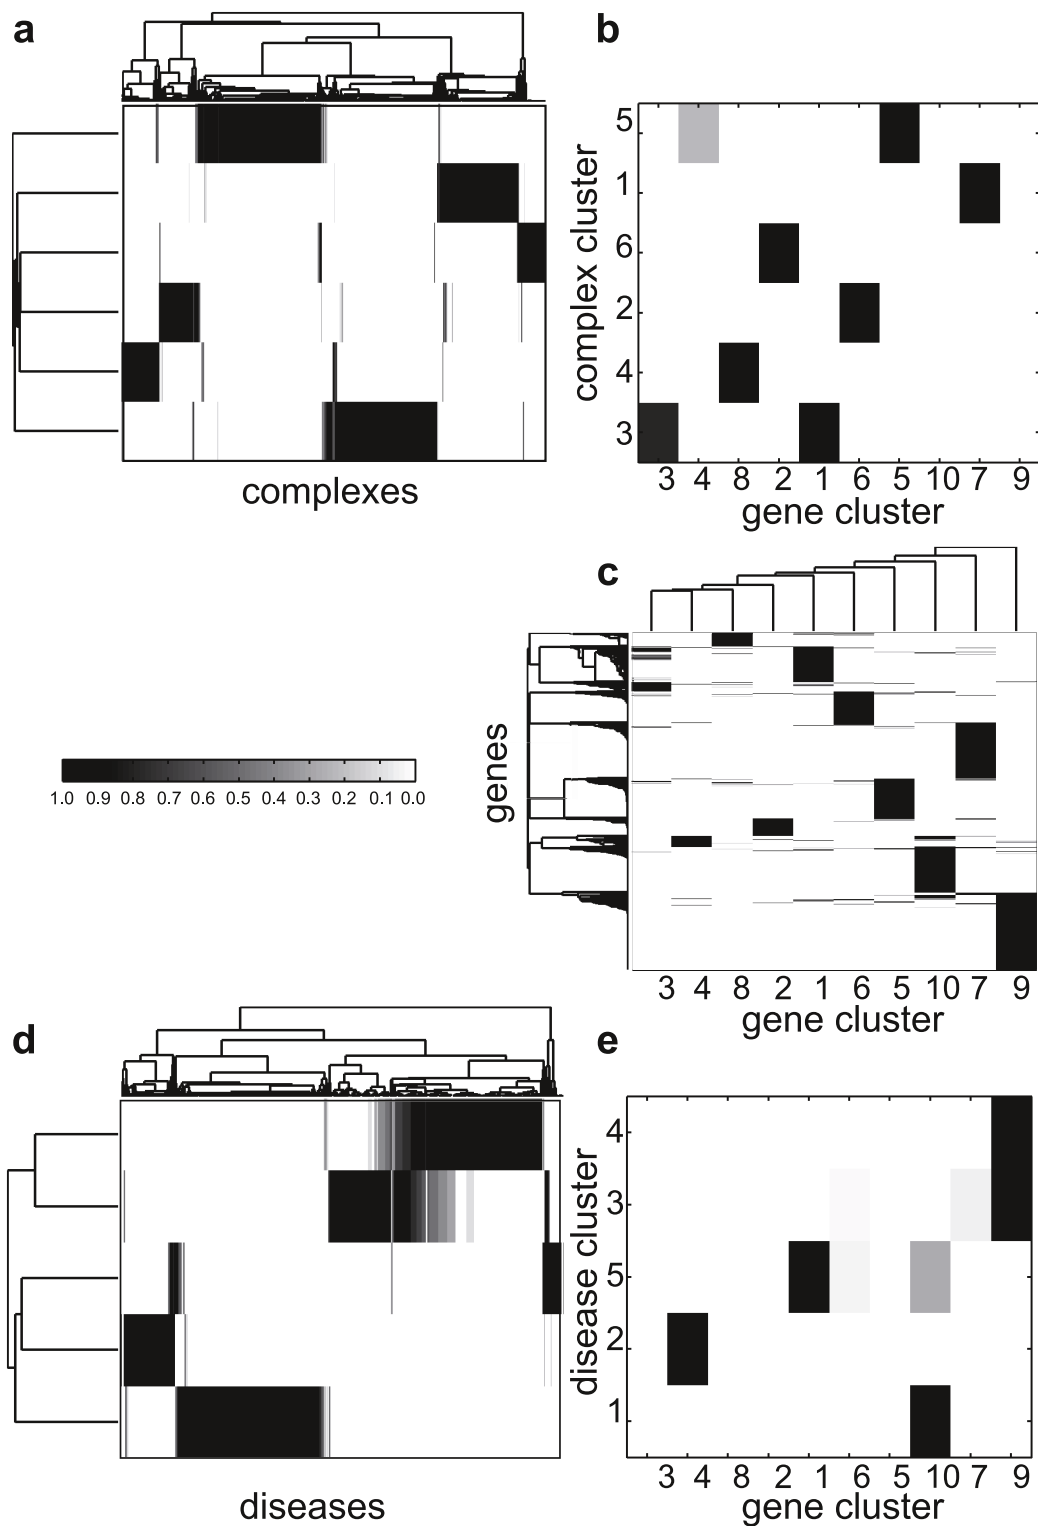 a
complexes
b
complex cluster
5
1
6
2
4
3
3 4 8 2 1 6 5 10 7 9
gene cluster
c
genes
3 4 8 2 1 6 5 10 7 9
gene cluster
1.0 0.9 0.8 0.7 0.6 0.5 0.4 0.3 0.2 0.1 0.0
d
diseases
e
disease cluster
4
3
5
2
1
3 4 8 2 1 6 5 10 7 9
gene cluster